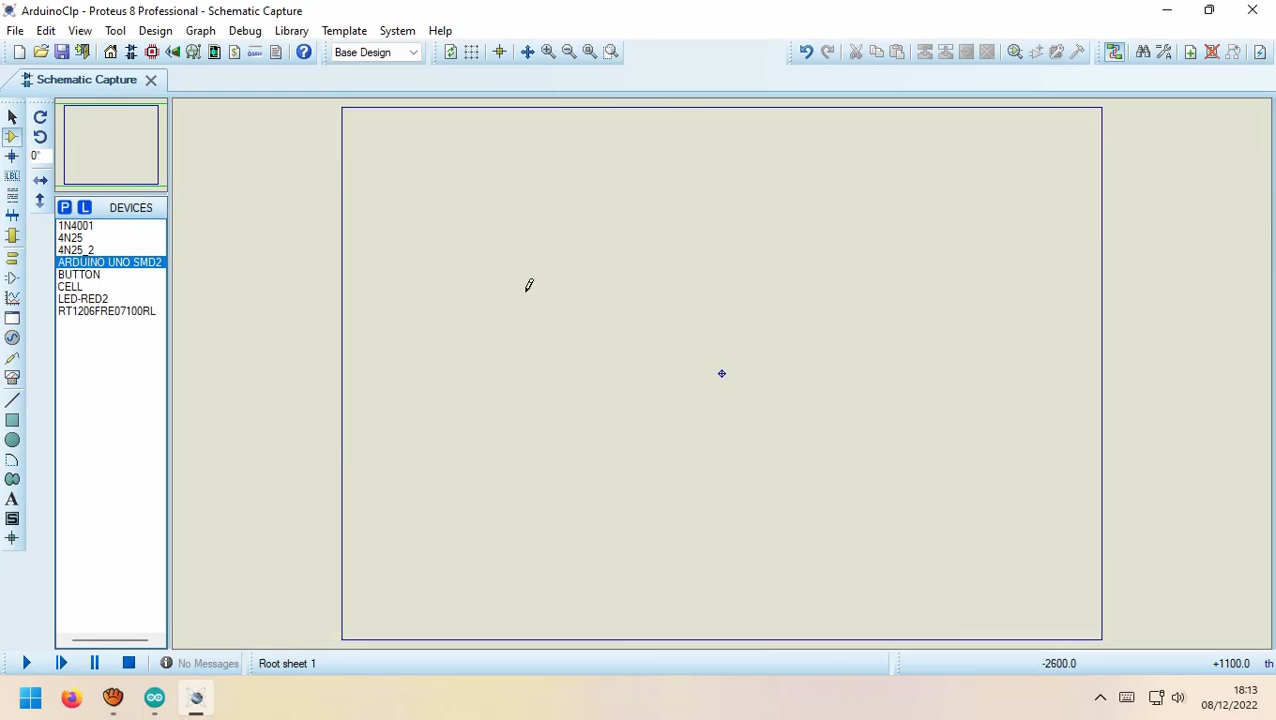 ArduinoClp - Proteus 8 Professional - Schematic Capture
File Edit View Tool Design Graph Debug Library Template System Help
Base Design
Schematic Capture
0°
LBL
P L DEVICES
1N4001
4N25
4N25_2
ARDUINO UNO SMD2
BUTTON
CELL
LED-RED2
RT1206FRE07100RL
A
S
No Messages Root sheet 1 -2600.0 +1100.0 th
18:13
08/12/2022